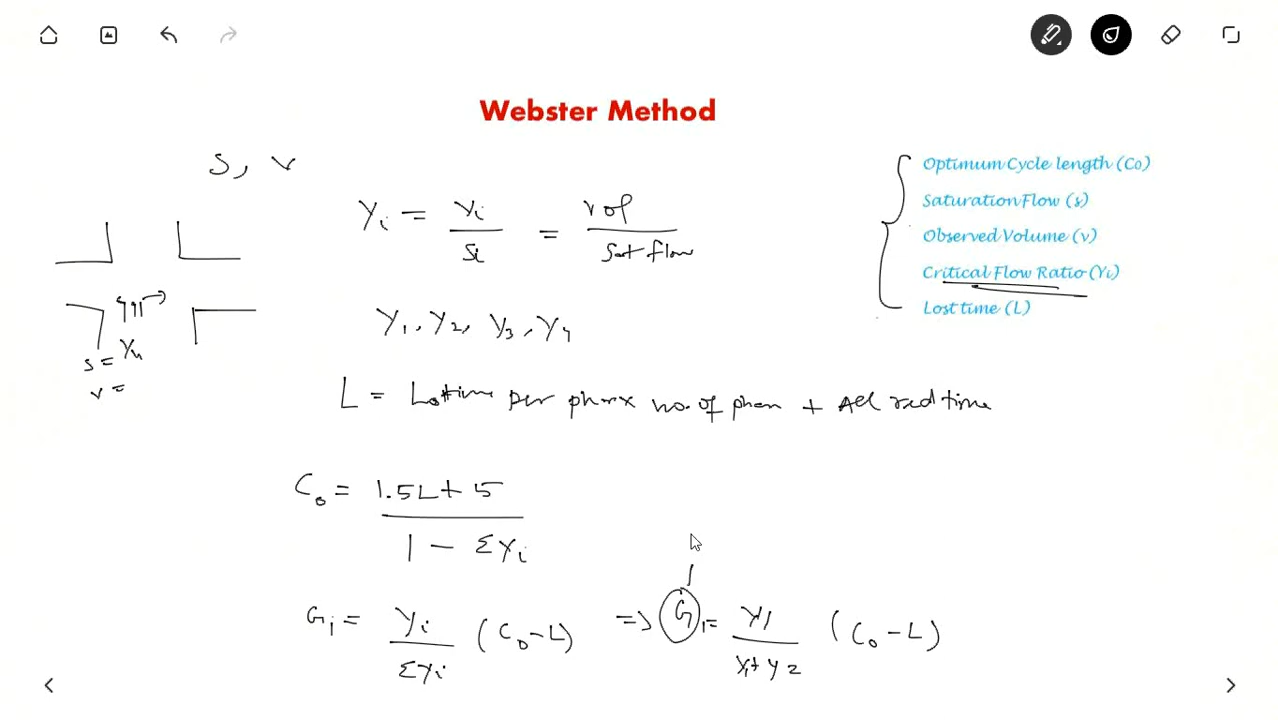 Webster Method
s, v
Optimum Cycle length (Co)
Saturation Flow (s)
Observed Volume (v)
Critical Flow Ratio (Yi)
Lost time (L)
Yi = Vi / Si = vol / Sat flow
Y1, Y2, Y3, Y4
s =
v =
L = Lost time per phase x no. of phase + All red time
Co = 1.5L + 5 / 1 - ΣYi
Gi = yi / ΣYi (Co - L) => G1 = Y1 / Y1 + Y2 (Co - L)